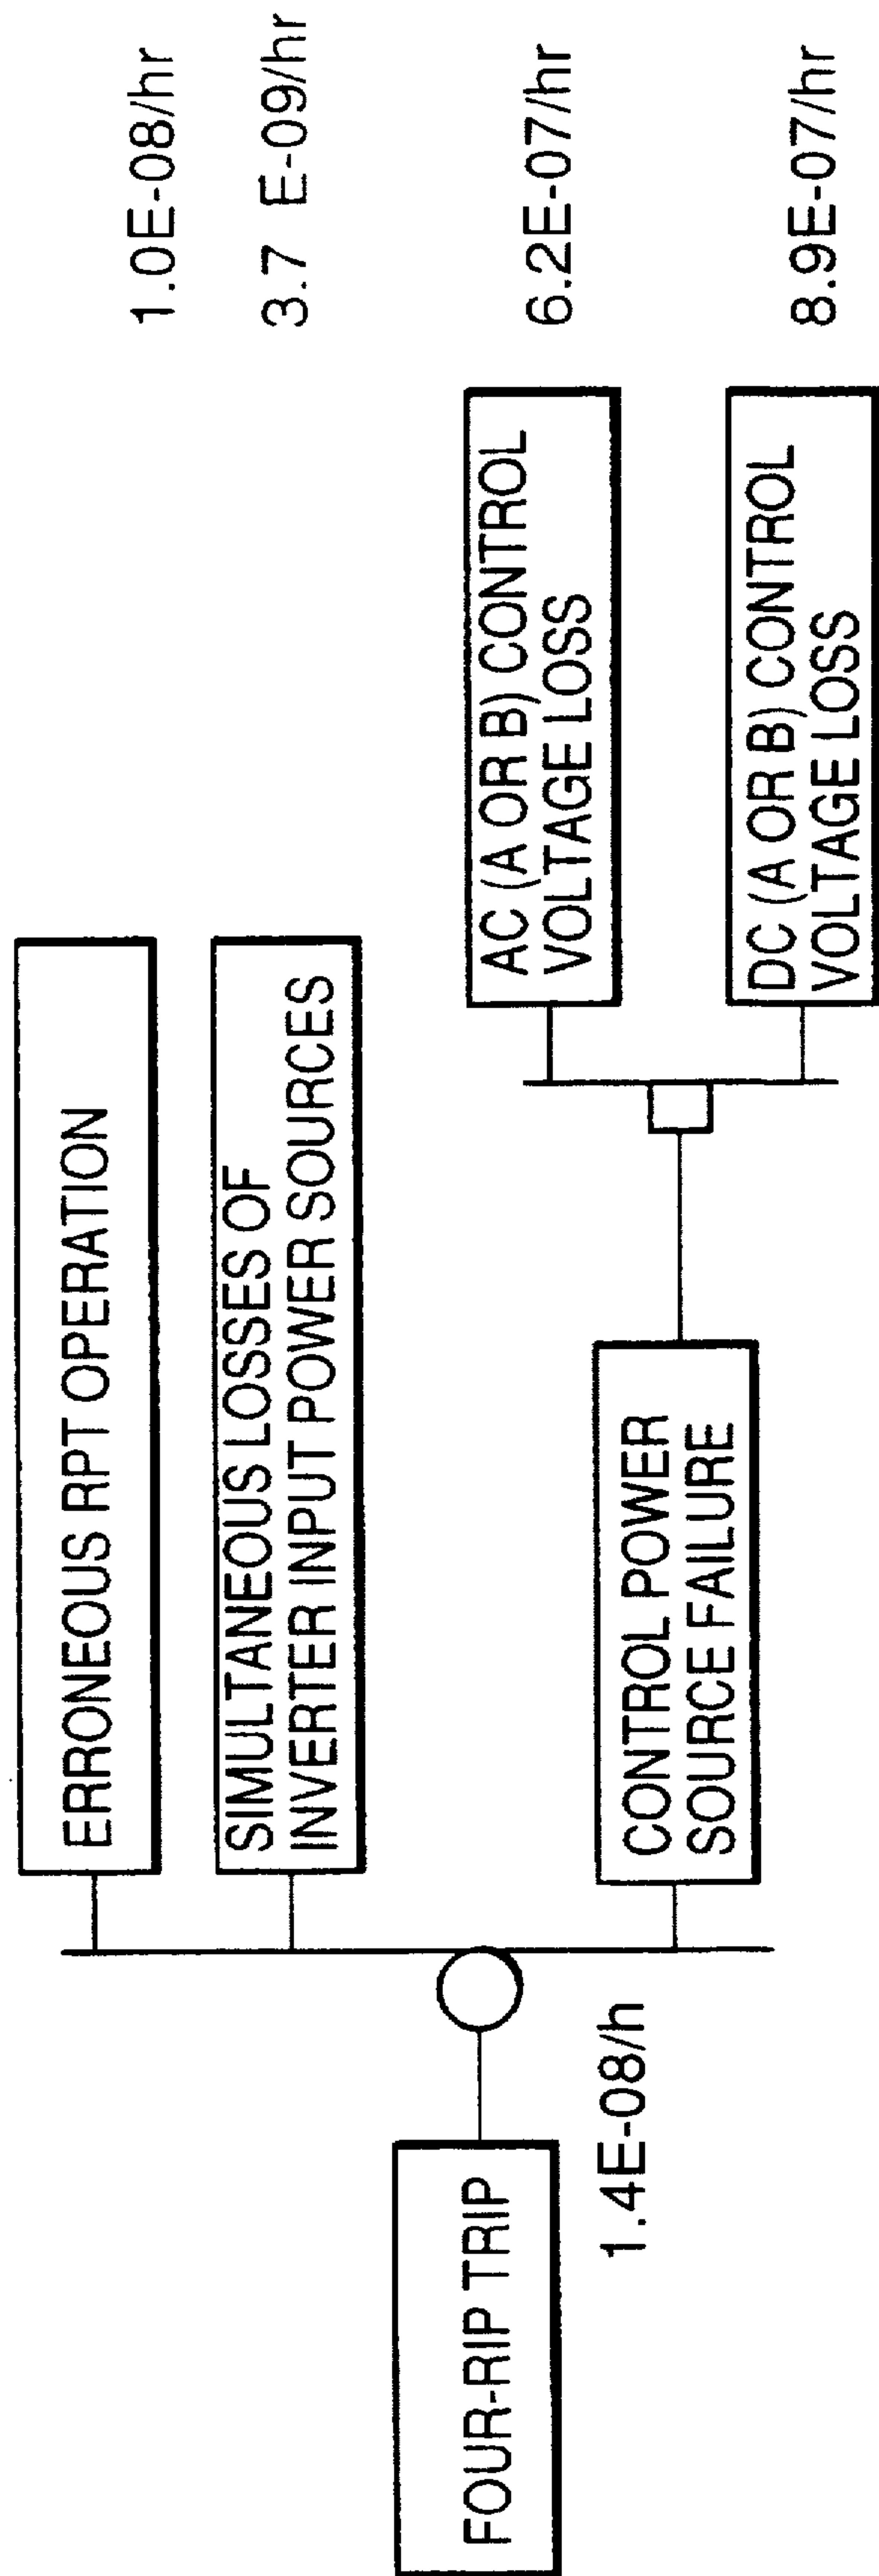 FOUR-RIP TRIP
1.4E-08/h
ERRONEOUS RPT OPERATION
1.0E-08/hr
SIMULTANEOUS LOSSES OF
INVERTER INPUT POWER SOURCES
3.7 E-09/hr
CONTROL POWER
SOURCE FAILURE
AC (A OR B) CONTROL
VOLTAGE LOSS
6.2E-07/hr
DC (A OR B) CONTROL
VOLTAGE LOSS
8.9E-07/hr